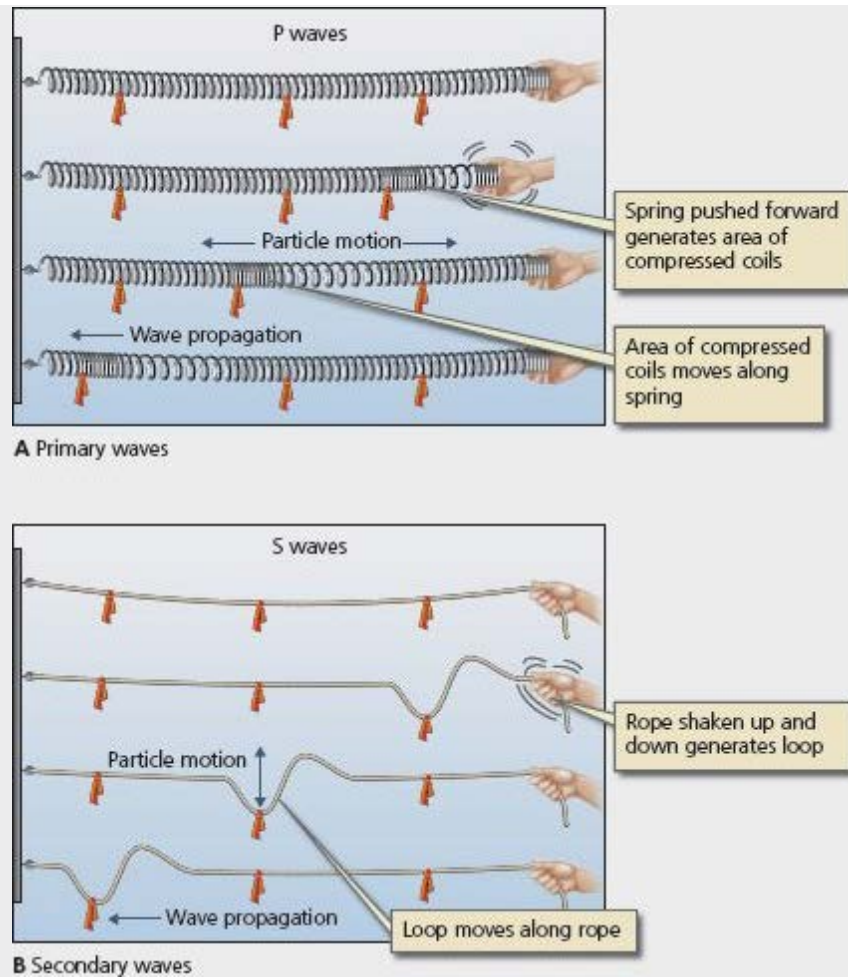 P waves
Spring pushed forward
generates area of
compressed coils
Particle motion
Wave propagation
Area of compressed
coils moves along
spring
A Primary waves
S waves
Rope shaken up and
down generates loop
Particle motion
Wave propagation
Loop moves along rope
B Secondary waves